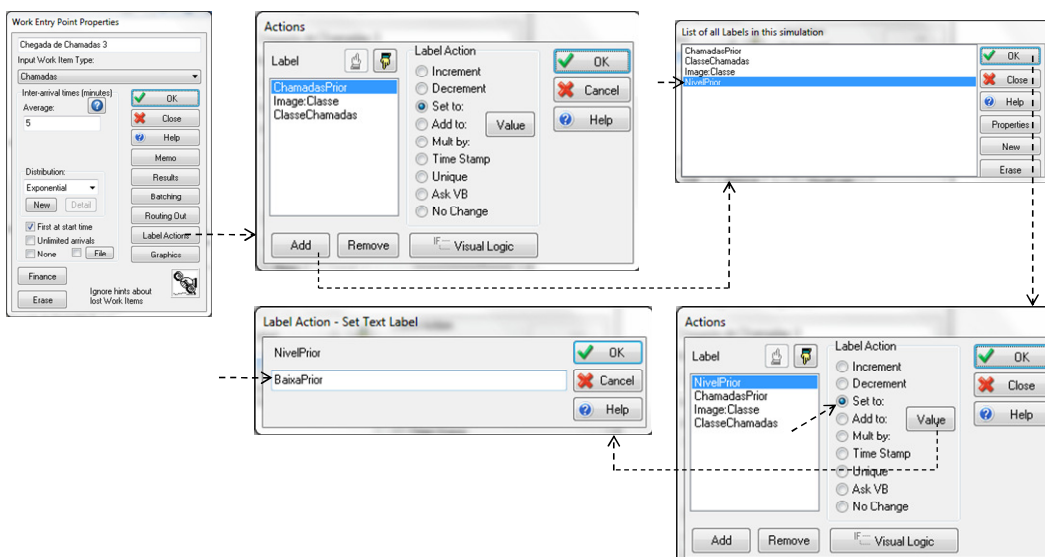 Work Entry Point Properties
Chegada de Chamadas 3
Input Work Item Type:
Chamadas
Inter-arrival times (minutes)
Average:
5
Distribution:
Exponential
New
Detail
First at start time
Unlimited arrivals
None
File
OK
Close
Help
Memo
Results
Batching
Routing Out
Label Actions
Graphics
Finance
Erase
Ignore hints about
lost Work Items
Actions
Label
ChamadasPrior
Image:Classe
ClasseChamadas
Label Action
Increment
Decrement
Set to:
Add to:
Value
Mult by:
Time Stamp
Unique
Ask VB
No Change
OK
Cancel
Help
Add
Remove
IF
Visual Logic
List of all Labels in this simulation
ChamadasPrior
ClasseChamadas
Image:Classe
NivelPrior
OK
Close
Help
Properties
New
Erase
Label Action - Set Text Label
NivelPrior
BaixaPrior
OK
Cancel
Help
Actions
Label
NivelPrior
ChamadasPrior
Image:Classe
ClasseChamadas
Label Action
Increment
Decrement
Set to:
Add to:
Value
Mult by:
Time Stamp
Unique
Ask VB
No Change
OK
Close
Help
Add
Remove
IF
Visual Logic